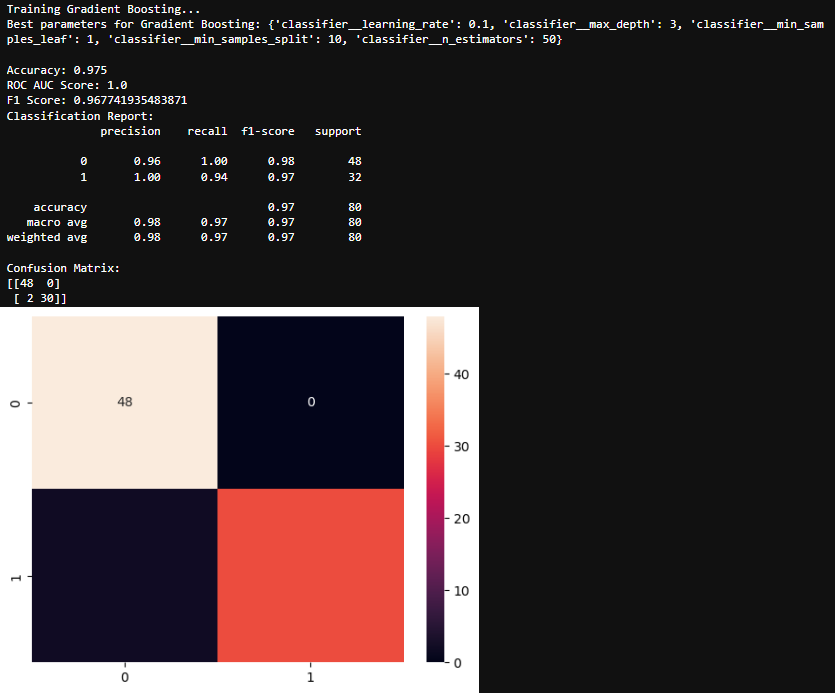 Training Gradient Boosting...
Best parameters for Gradient Boosting: {'classifier__learning_rate': 0.1, 'classifier__max_depth': 3, 'classifier__min_sam
ples_leaf': 1, 'classifier__min_samples_split': 10, 'classifier__n_estimators': 50}
Accuracy: 0.975
ROC AUC Score: 1.0
F1 Score: 0.967741935483871
Classification Report:
precision recall f1-score support
0 0.96 1.00 0.98 48
1 1.00 0.94 0.97 32
accuracy 0.97 80
macro avg 0.98 0.97 0.97 80
weighted avg 0.98 0.97 0.97 80
Confusion Matrix:
[[48  0]
[ 2 30]]
0
48
0
1
0
1
40
30
20
10
0